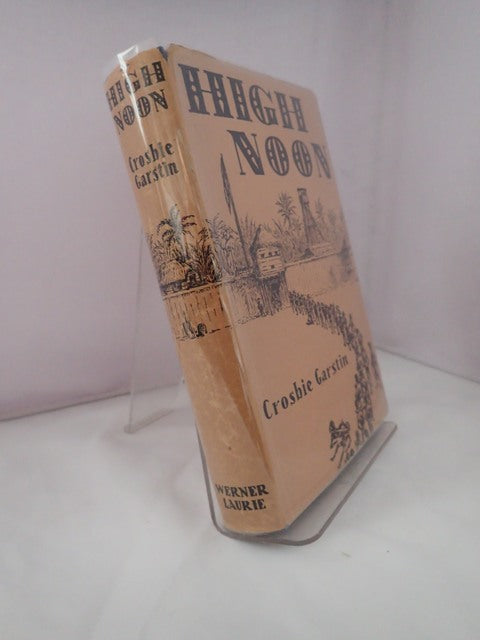 HIGH
NOON
Crosbie
Garstin
WERNER
LAURIE
HIGH
NOON
Crosbie Garstin